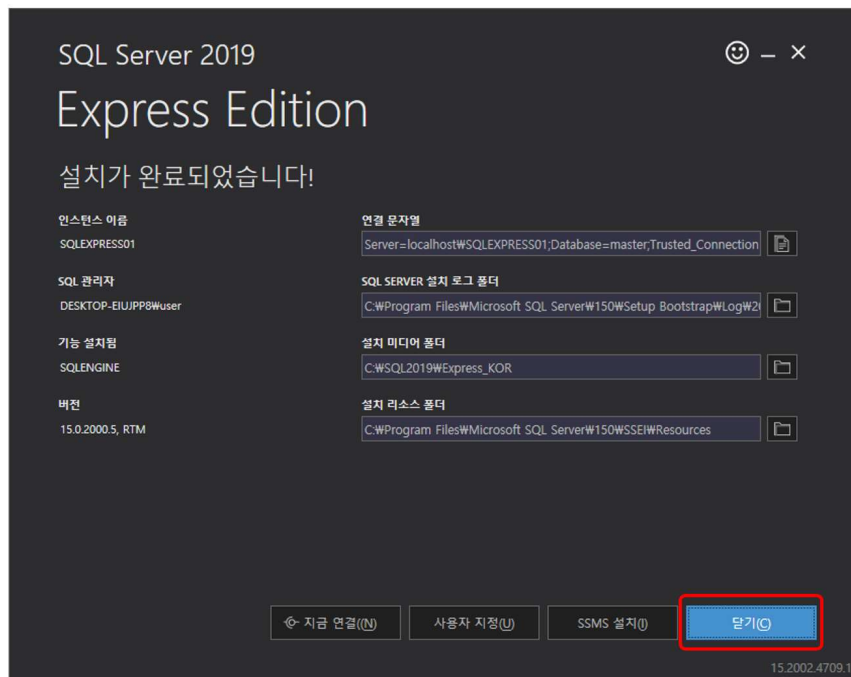 SQL Server 2019
Express Edition
설치가 완료되었습니다!
인스턴스 이름
SQLEXPRESS01
연결 문자열
Server=localhost₩SQLEXPRESS01;Database=master;Trusted_Connection
SQL 관리자
DESKTOP-EIUJPP8₩user
SQL SERVER 설치 로그 폴더
C:₩Program Files₩Microsoft SQL Server₩150₩Setup Bootstrap₩Log₩2
기능 설치됨
SQLENGINE
설치 미디어 폴더
C:₩SQL2019₩Express_KOR
버전
15.0.2000.5, RTM
설치 리소스 폴더
C:₩Program Files₩Microsoft SQL Server₩150₩SSEI₩Resources
지금 연결((N)
사용자 지정(U)
SSMS 설치(I)
닫기(C)
15.2002.4709.1